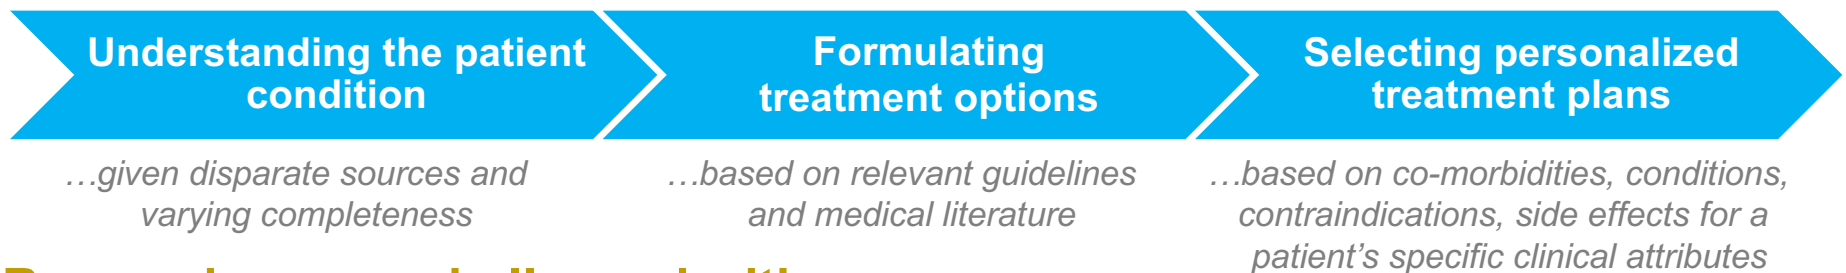 Understanding the patient
condition
Formulating
treatment options
Selecting personalized
treatment plans
…given disparate sources and
varying completeness
…based on relevant guidelines
and medical literature
…based on co-morbidities, conditions,
contraindications, side effects for a
patient’s specific clinical attributes